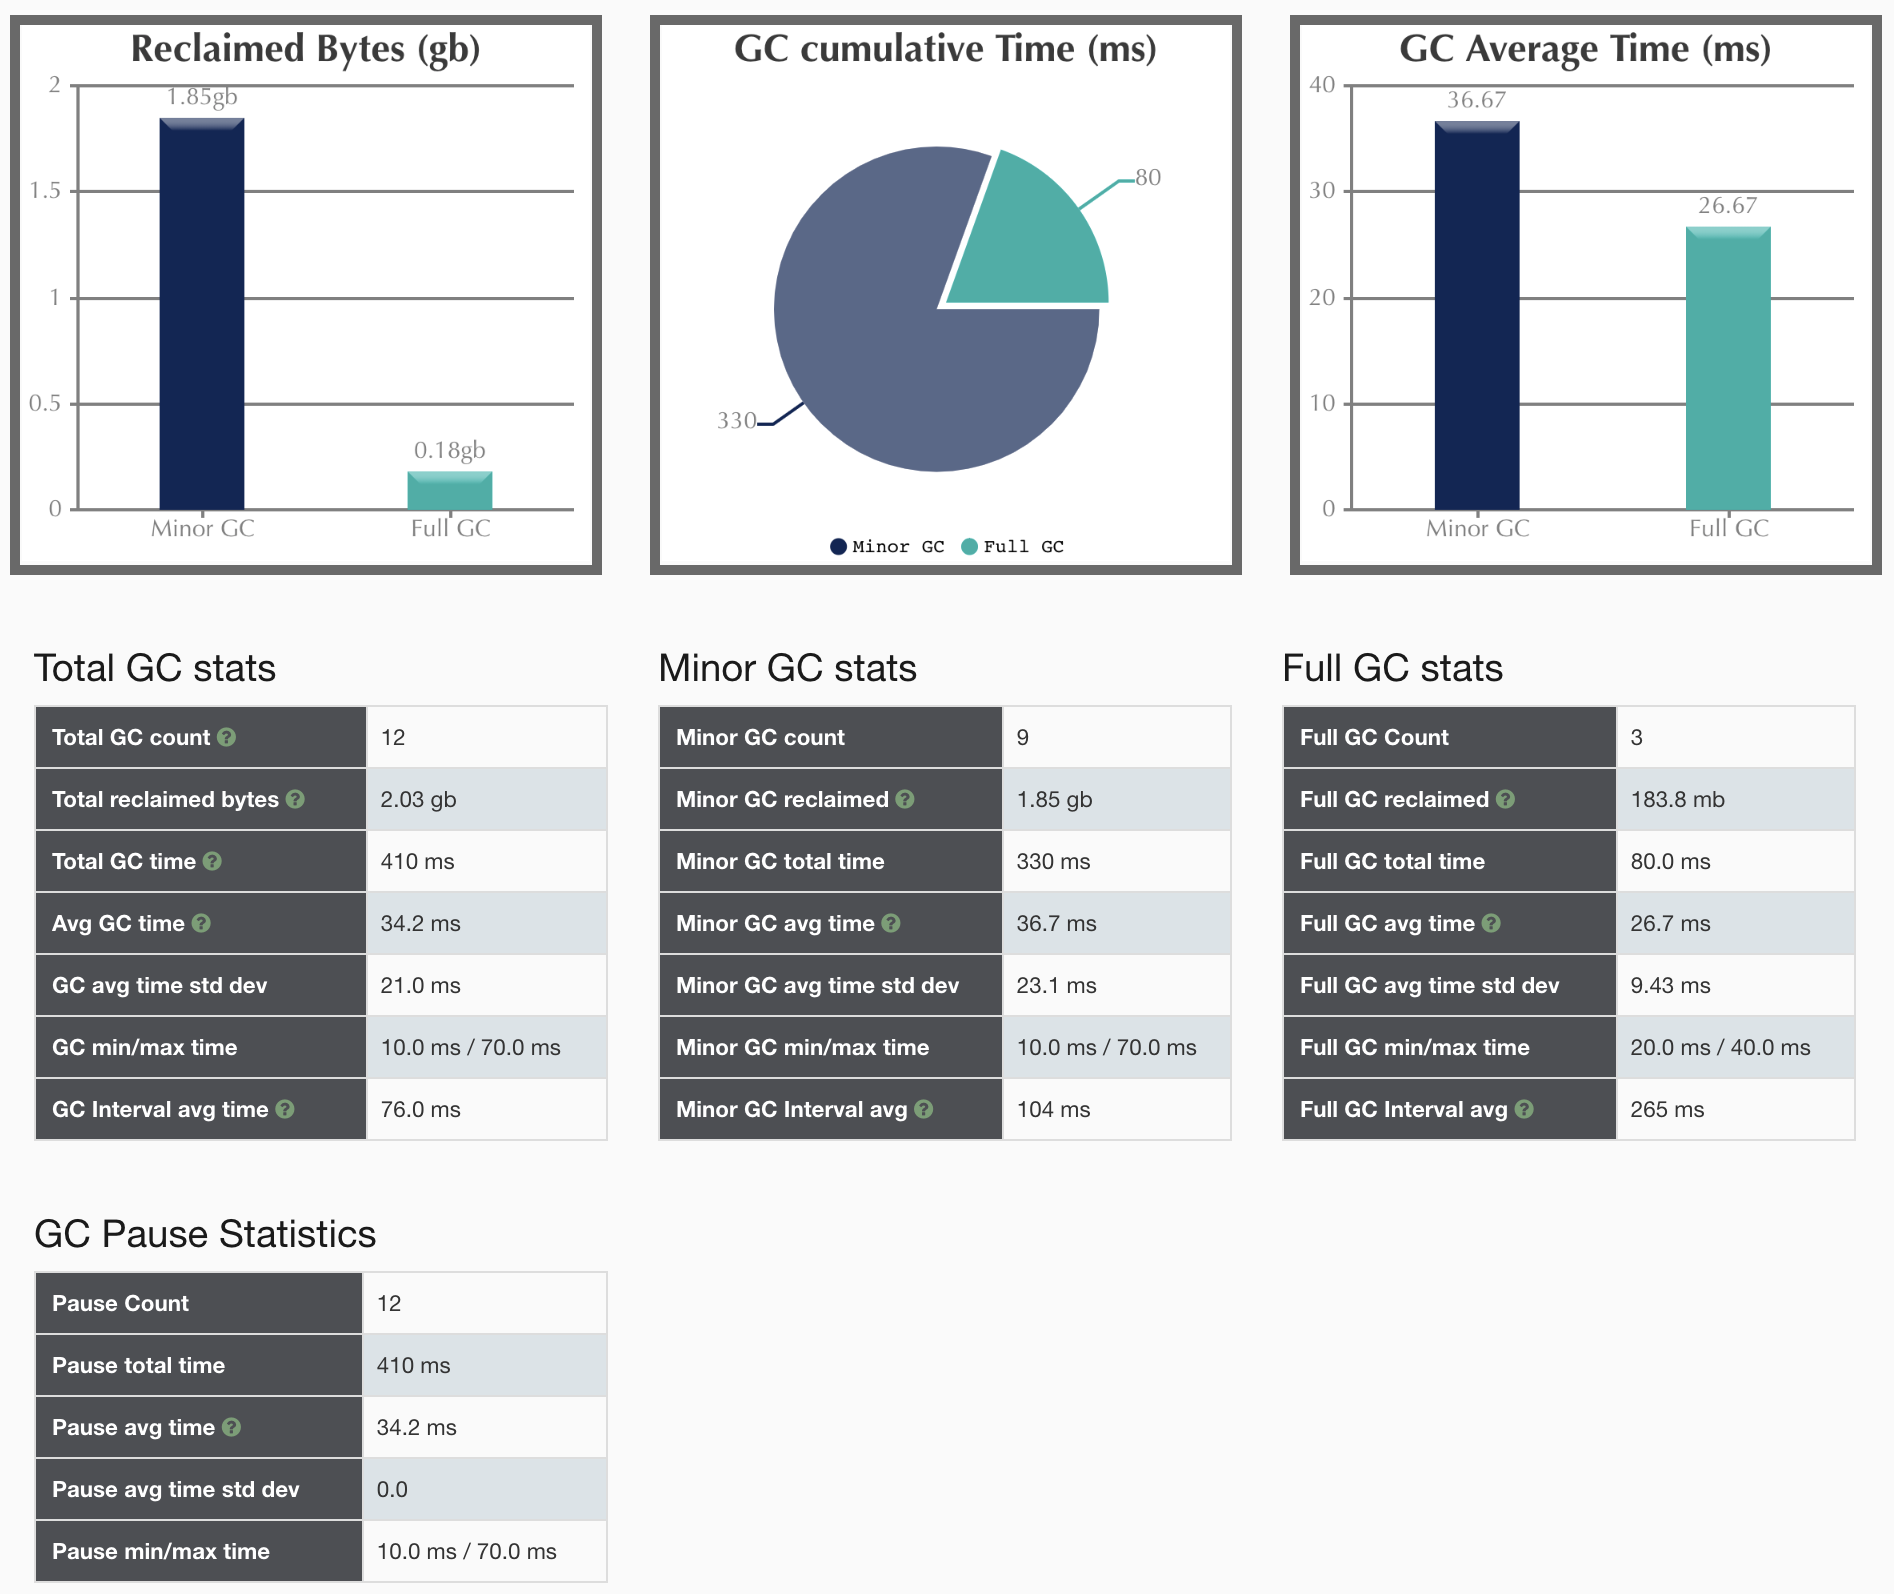 Reclaimed Bytes (gb)
2
1.5
1
0.5
0
1.85gb
0.18gb
Minor GC
Full GC
GC cumulative Time (ms)
80
330
Minor GC
Full GC
GC Average Time (ms)
40
30
20
10
0
36.67
26.67
Minor GC
Full GC
Total GC stats
Total GC count ? 12
Total reclaimed bytes ? 2.03 gb
Total GC time ? 410 ms
Avg GC time ? 34.2 ms
GC avg time std dev 21.0 ms
GC min/max time 10.0 ms / 70.0 ms
GC Interval avg time ? 76.0 ms
Minor GC stats
Minor GC count 9
Minor GC reclaimed ? 1.85 gb
Minor GC total time 330 ms
Minor GC avg time ? 36.7 ms
Minor GC avg time std dev 23.1 ms
Minor GC min/max time 10.0 ms / 70.0 ms
Minor GC Interval avg ? 104 ms
Full GC stats
Full GC Count 3
Full GC reclaimed ? 183.8 mb
Full GC total time 80.0 ms
Full GC avg time ? 26.7 ms
Full GC avg time std dev 9.43 ms
Full GC min/max time 20.0 ms / 40.0 ms
Full GC Interval avg ? 265 ms
GC Pause Statistics
Pause Count 12
Pause total time 410 ms
Pause avg time ? 34.2 ms
Pause avg time std dev 0.0
Pause min/max time 10.0 ms / 70.0 ms